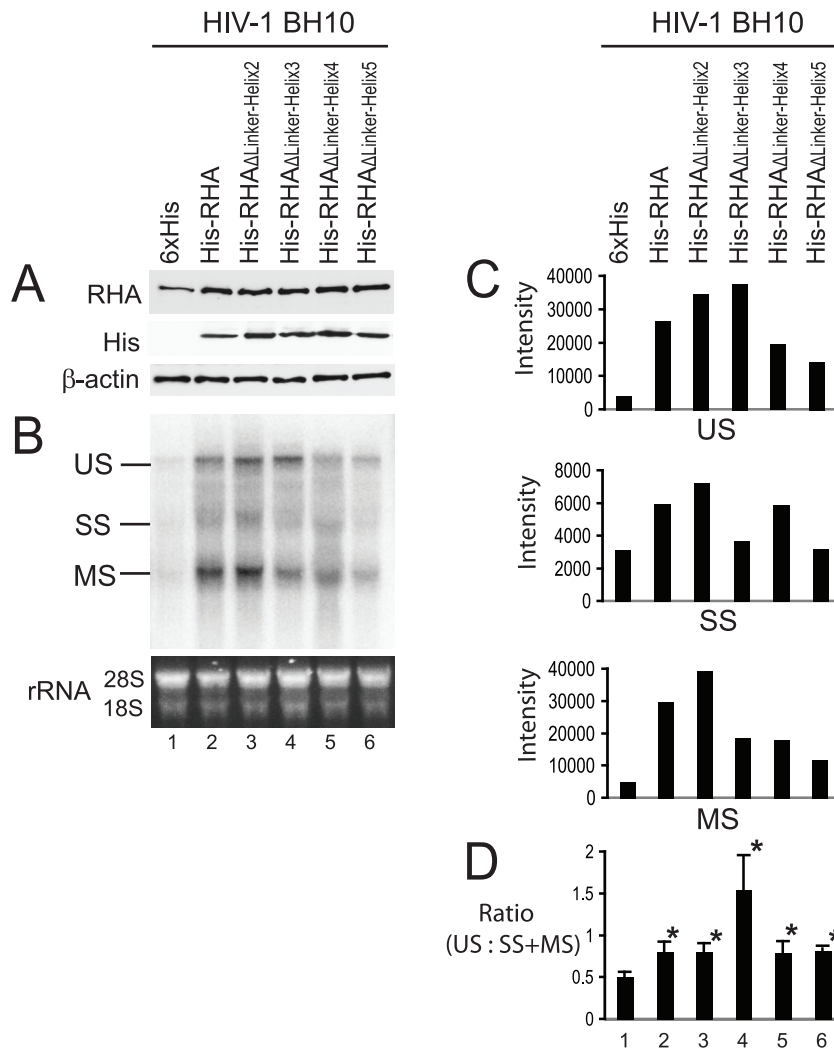 HIV-1 BH10
6xHis
His-RHA
His-RHAΔLinker-Helix2
His-RHAΔLinker-Helix3
His-RHAΔLinker-Helix4
His-RHAΔLinker-Helix5
A
RHA
His
β-actin
B
US
SS
MS
rRNA
28S
18S
1 2 3 4 5 6
HIV-1 BH10
6xHis
His-RHA
His-RHAΔLinker-Helix2
His-RHAΔLinker-Helix3
His-RHAΔLinker-Helix4
His-RHAΔLinker-Helix5
C
Intensity
40000
30000
20000
10000
0
US
Intensity
8000
6000
4000
2000
0
SS
Intensity
40000
30000
20000
10000
0
MS
D
Ratio
(US : SS+MS)
2
1.5
1
0.5
0
* * * * *
1 2 3 4 5 6